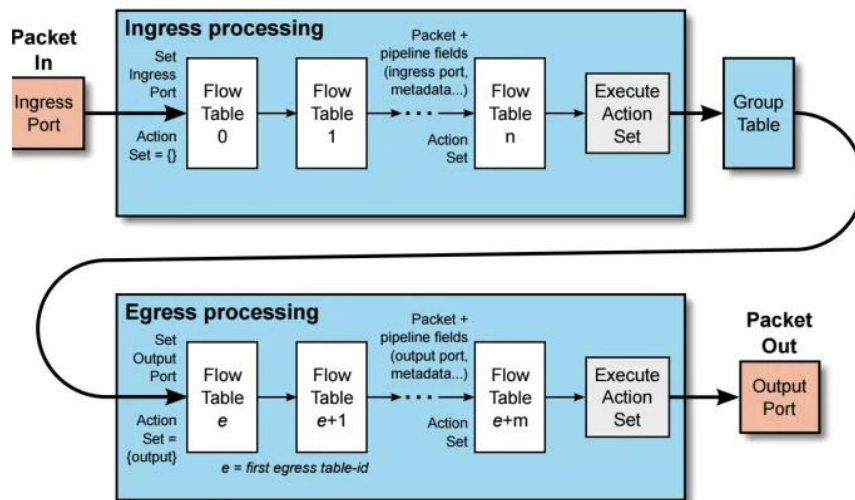 Ingress processing
Packet
In
Ingress
Port
Set
Ingress
Port
Action
Set = {}
Flow
Table
0
Flow
Table
1
Packet +
pipeline fields
(ingress port,
metadata...)
Action
Set
Flow
Table
n
Execute
Action
Set
Group
Table
Egress processing
Set
Output
Port
Action
Set =
{output}
Flow
Table
e
Flow
Table
e+1
e = first egress table-id
Packet +
pipeline fields
(output port,
metadata...)
Action
Set
Flow
Table
e+m
Execute
Action
Set
Packet
Out
Output
Port